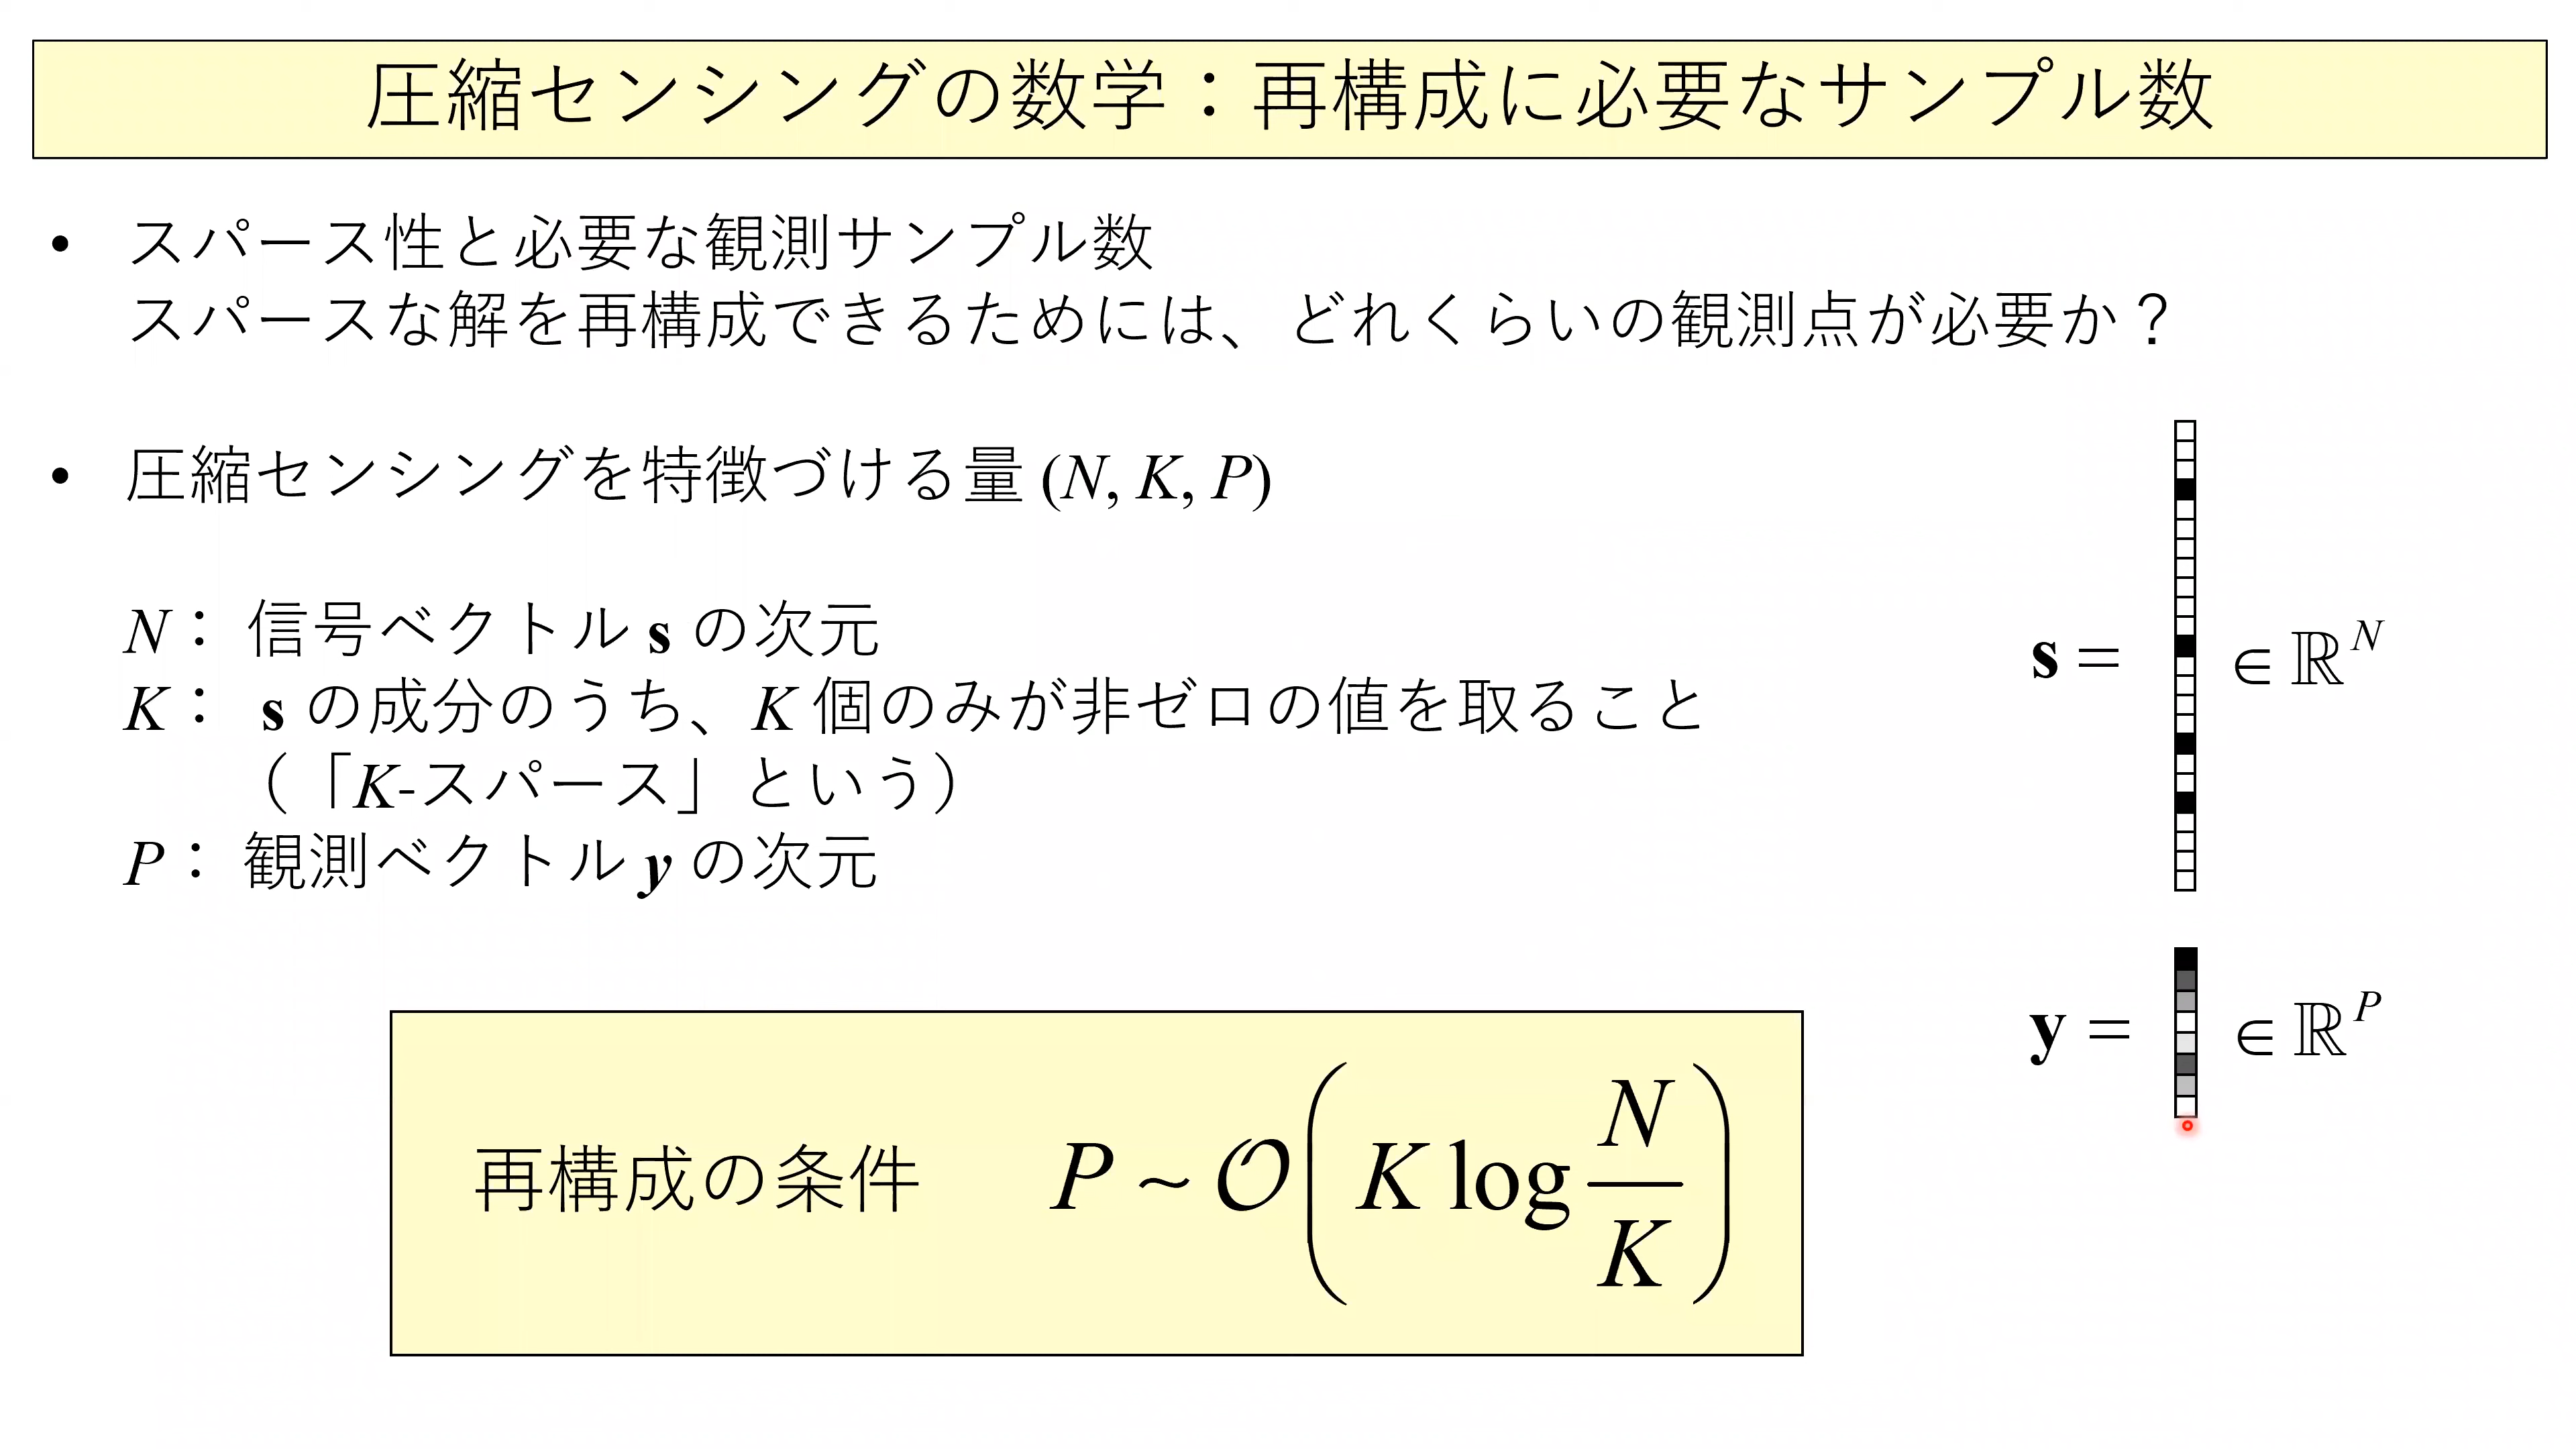 圧縮センシングの数学：再構成に必要なサンプル数
• スパース性と必要な観測サンプル数
スパースな解を再構成できるためには、どれくらいの観測点が必要か？
• 圧縮センシングを特徴づける量 (N, K, P)
N： 信号ベクトル s の次元
K： s の成分のうち、K 個のみが非ゼロの値を取ること
（「K-スパース」という）
P： 観測ベクトル y の次元
s = ∈ ℝ^N
y = ∈ ℝ^P
再構成の条件 P ~ 𝒪( K log N/K )